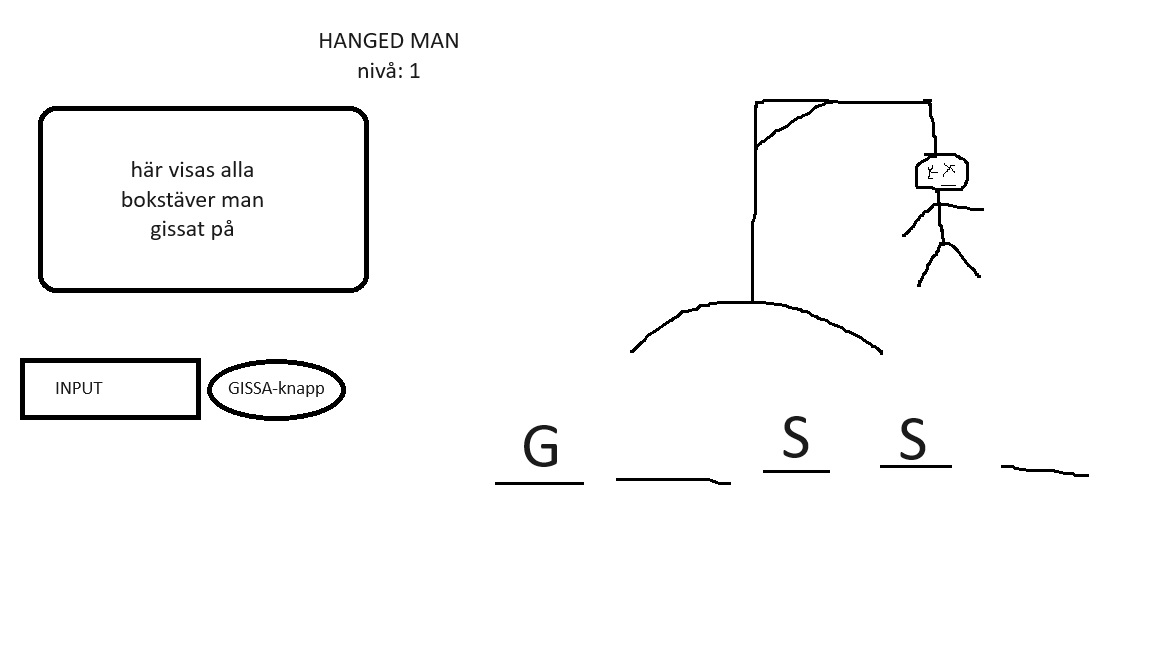 HANGED MAN
nivå: 1
här visas alla
bokstäver man
gissat på
INPUT
GISSA-knapp
G S S